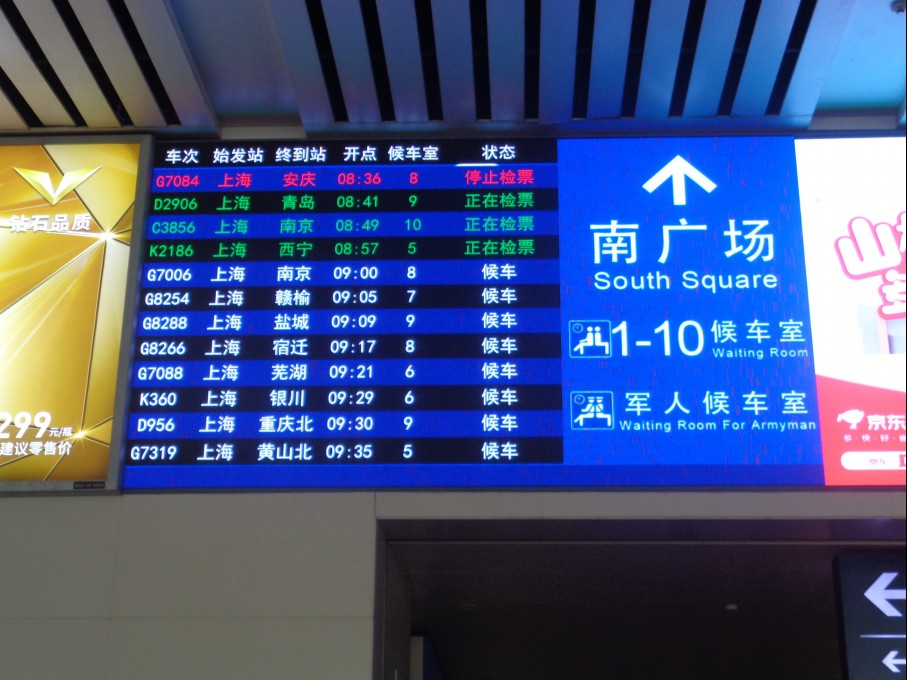 钻石品质
299元/瓶
建议零售价
车次 始发站 终到站 开点 候车室 状态
G7084 上海 安庆 08:36 8 停止检票
D2906 上海 青岛 08:41 9 正在检票
C3856 上海 南京 08:49 10 正在检票
K2186 上海 西宁 08:57 5 正在检票
G7006 上海 南京 09:00 8 候车
G8254 上海 赣榆 09:05 7 候车
G8288 上海 盐城 09:09 9 候车
G8266 上海 宿迁 09:17 8 候车
G7088 上海 芜湖 09:21 6 候车
K360 上海 银川 09:29 6 候车
D956 上海 重庆北 09:30 9 候车
G7319 上海 黄山北 09:35 5 候车
南广场
South Square
1-10 候车室
Waiting Room
军人候车室
Waiting Room For Armyman
京东
多·快·好·